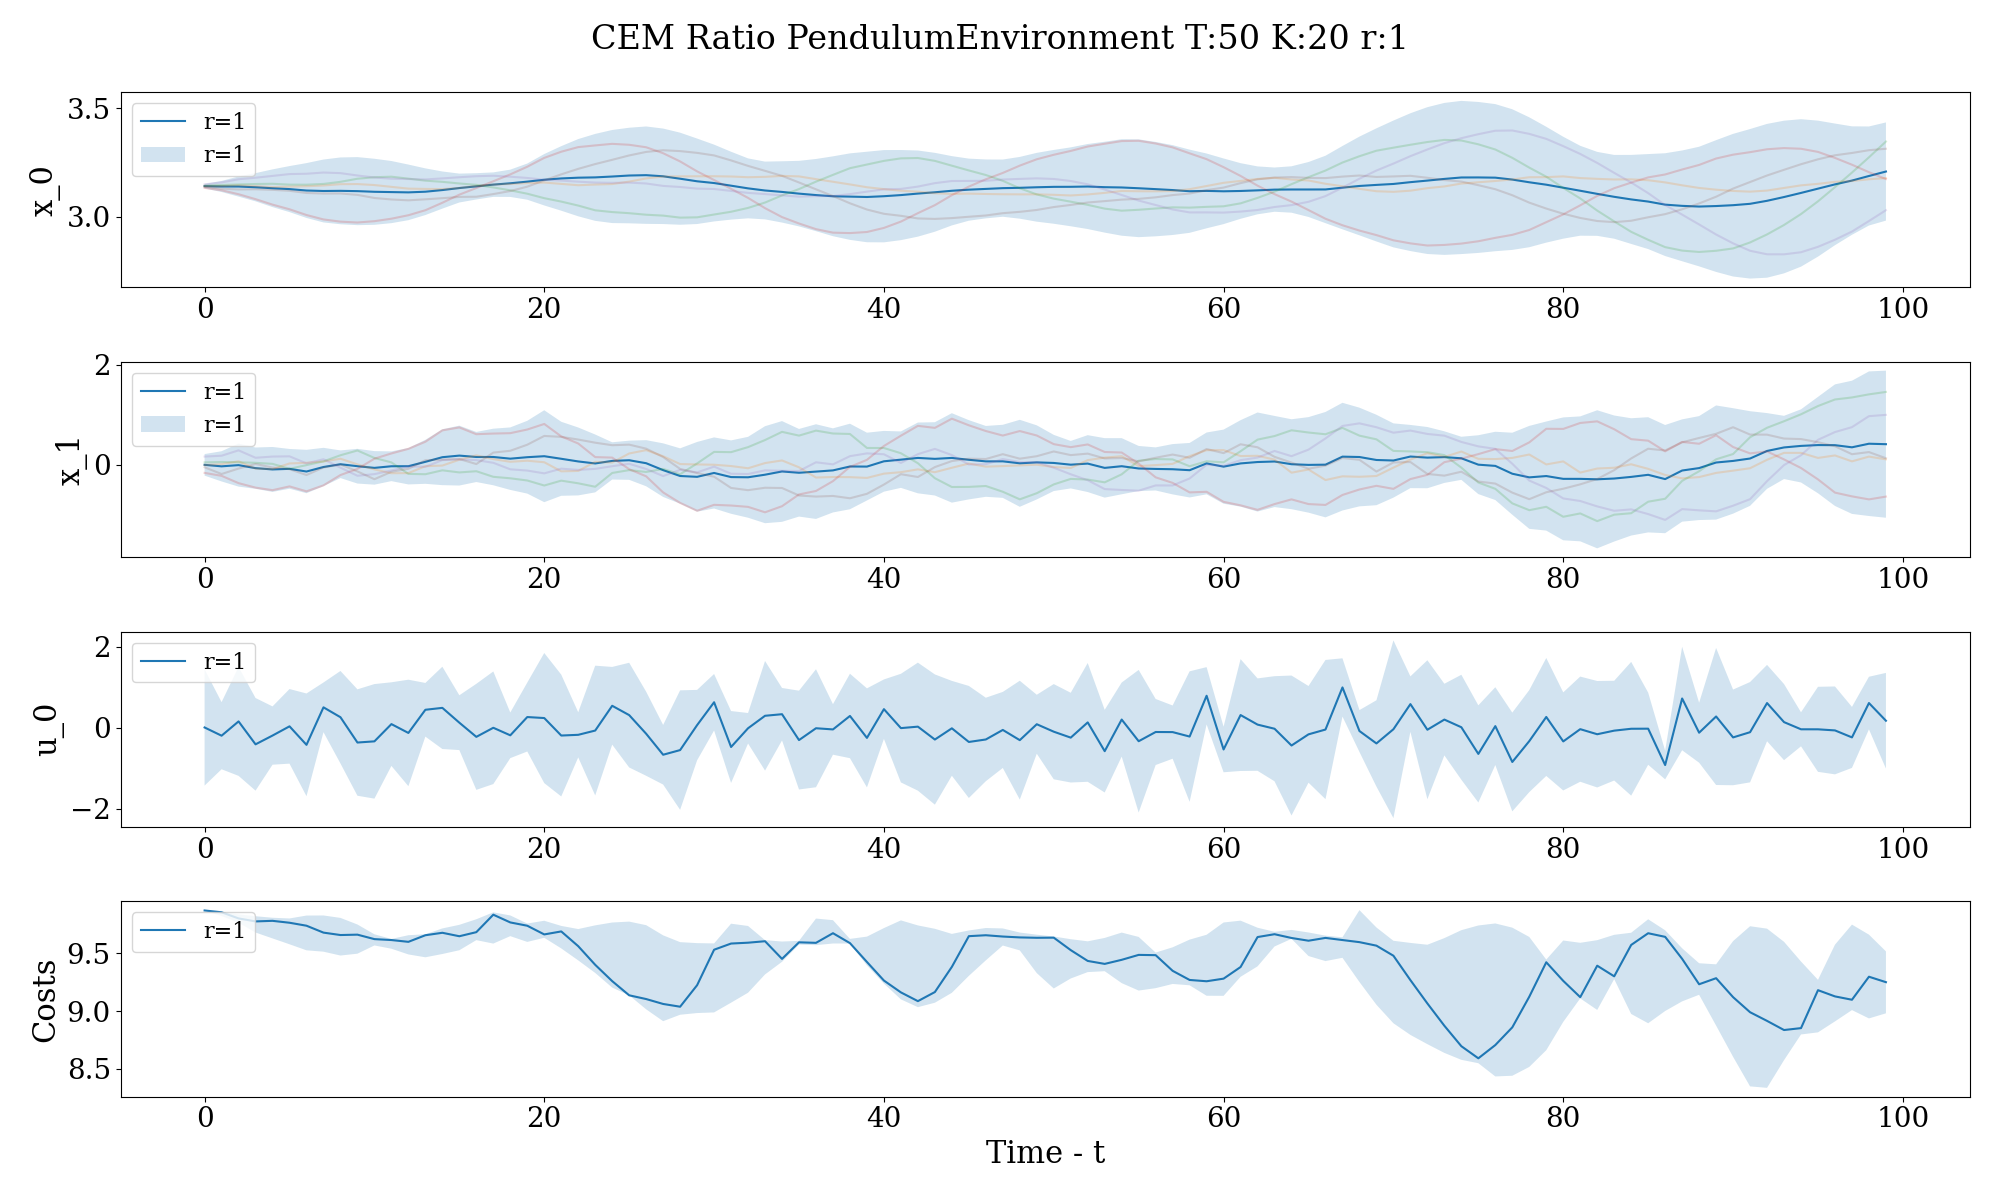 CEM Ratio PendulumEnvironment T:50 K:20 r:1
3.5
3.0
x_0
r=1
r=1
0 20 40 60 80 100
2
0
x_1
r=1
r=1
0 20 40 60 80 100
2
0
−2
u_0
r=1
0 20 40 60 80 100
9.5
9.0
8.5
Costs
r=1
0 20 40 60 80 100
Time - t